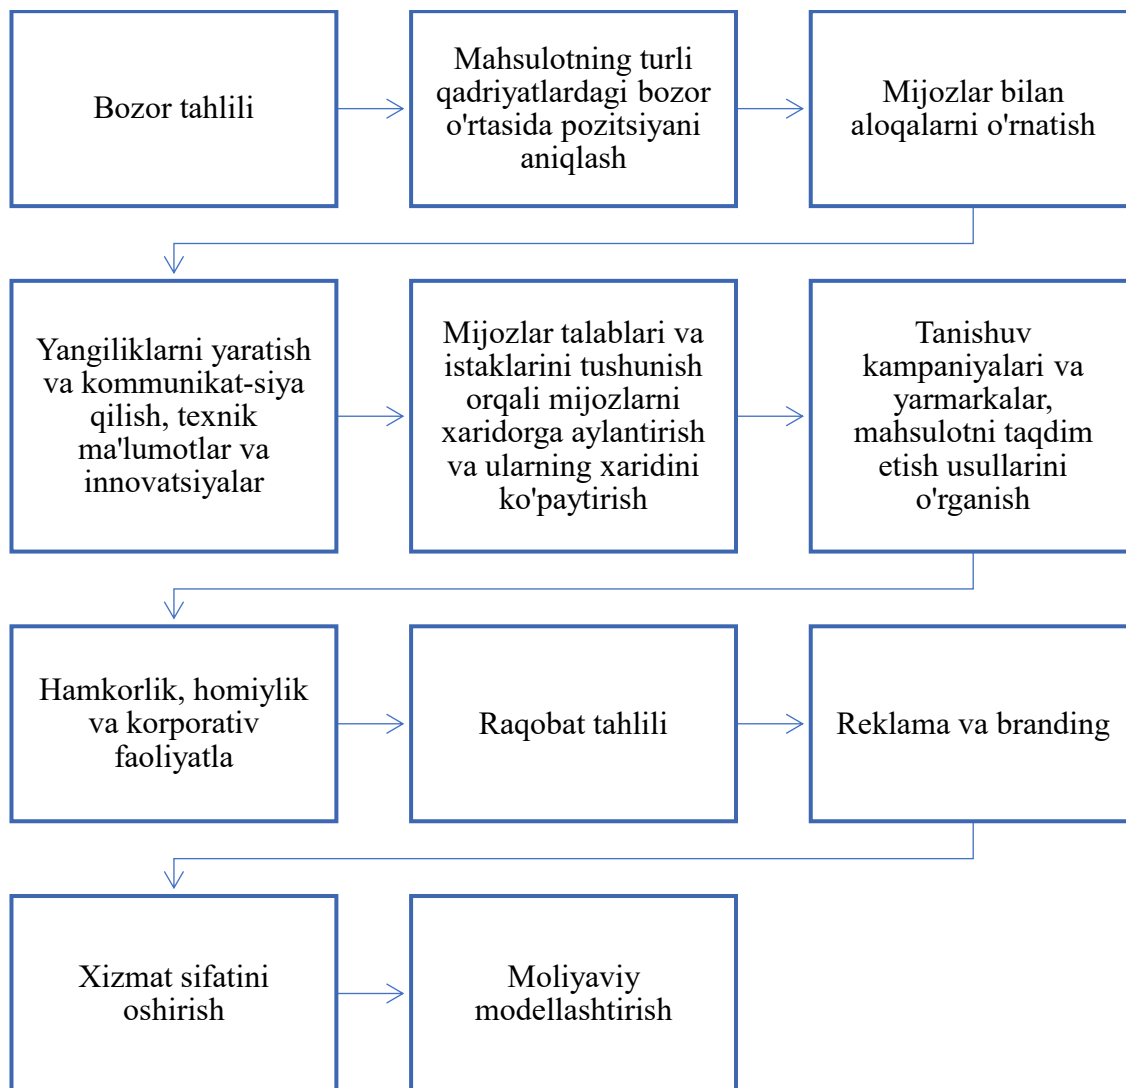 Bozor tahlili
Mahsulotning turli
qadriyatlardagi bozor
o'rtasida pozitsiyani
aniqlash
Mijozlar bilan
aloqalarni o'rnatish
Yangiliklarni yaratish
va kommunikat-siya
qilish, texnik
ma'lumotlar va
innovatsiyalar
Mijozlar talablari va
istaklarini tushunish
orqali mijozlarni
xaridorga aylantirish
va ularning xaridini
ko'paytirish
Tanishuv
kampaniyalari va
yarmarkalar,
mahsulotni taqdim
etish usullarini
o'rganish
Hamkorlik, homiylik
va korporativ
faoliyatla
Raqobat tahlili
Reklama va branding
Xizmat sifatini
oshirish
Moliyaviy
modellashtirish